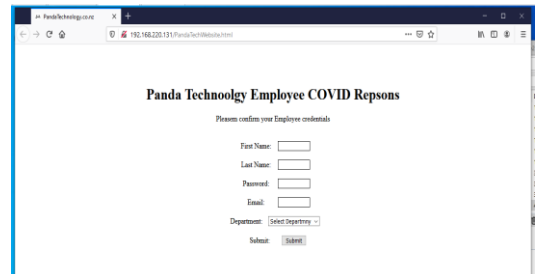 PandaTechnology.co.nz
192.168.220.131/PandaTechWebsite.html
Panda Technoolgy Employee COVID Repsons
Pleasem confirm your Employee credentials
First Name:
Last Name:
Password:
Email:
Department: Select Departmny
Submit: Submit